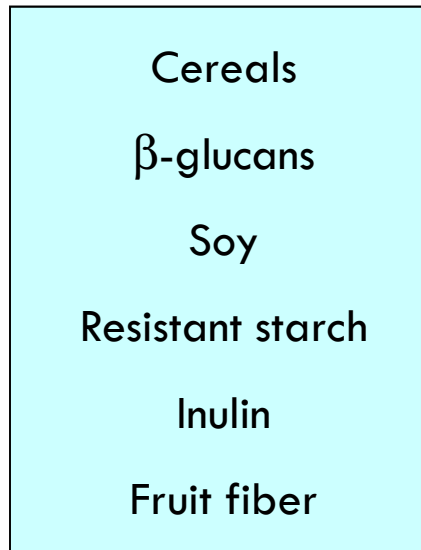 Cereals
β-glucans
Soy
Resistant starch
Inulin
Fruit fiber